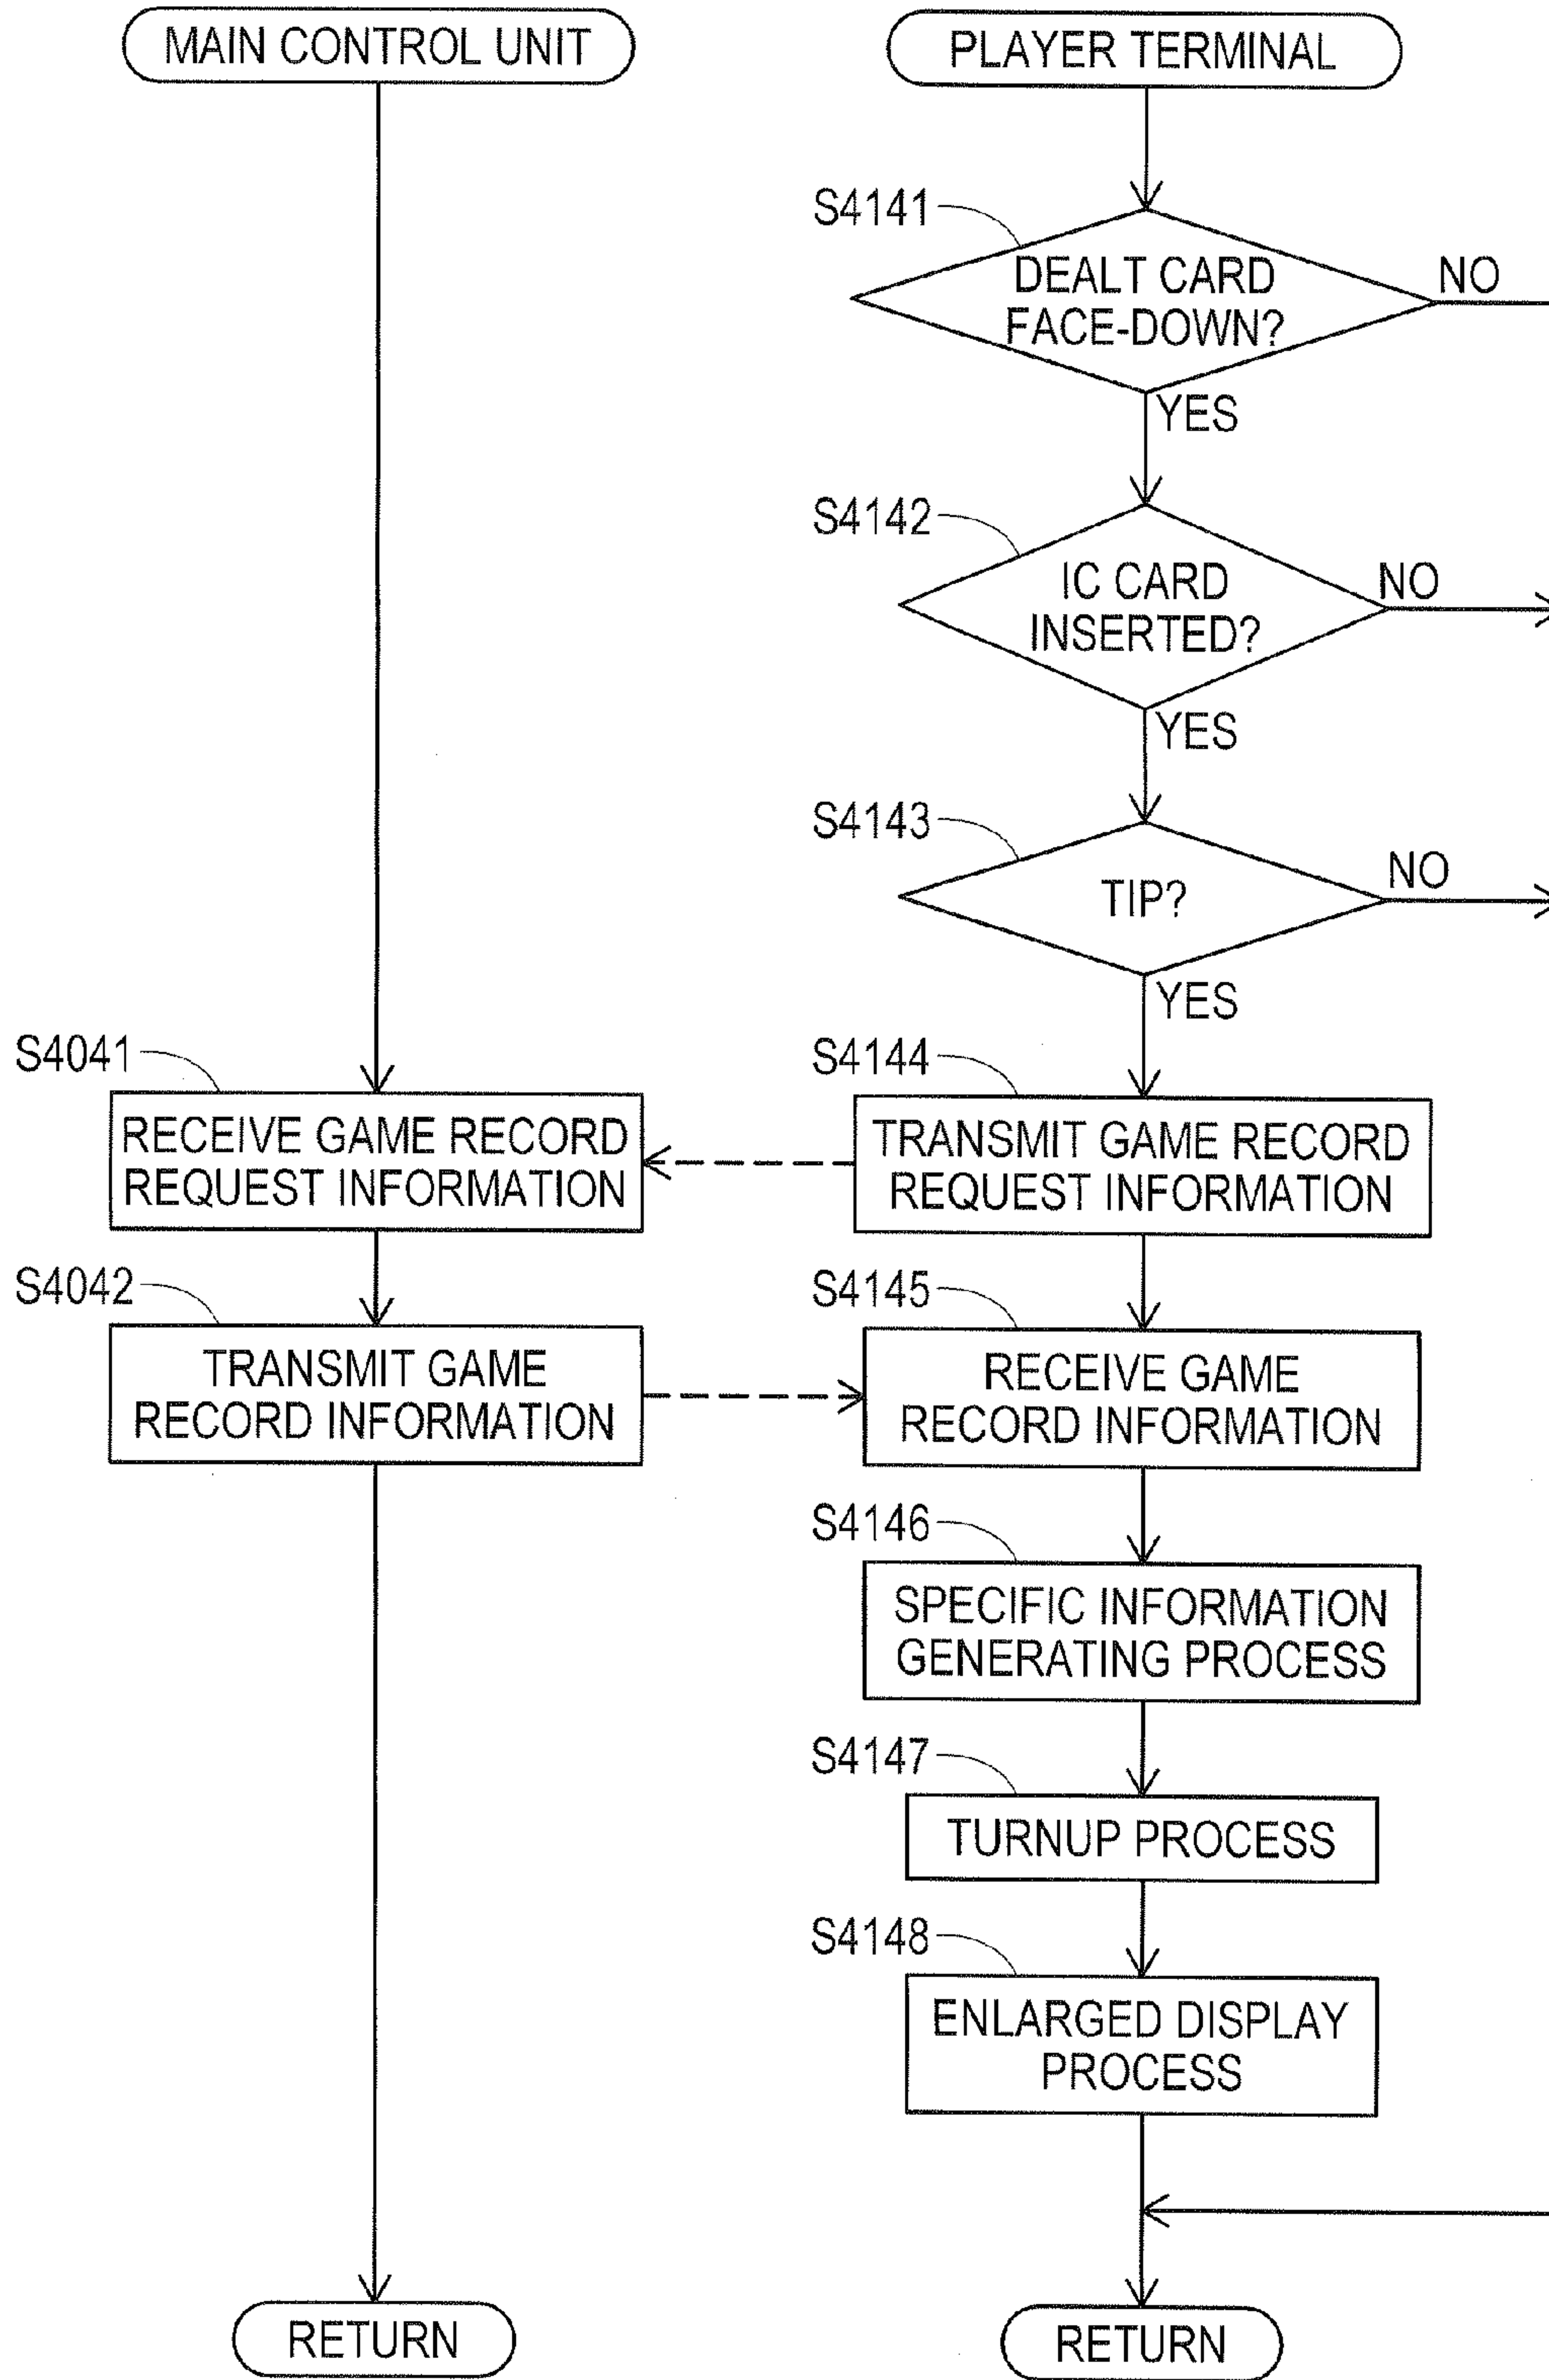 MAIN CONTROL UNIT
PLAYER TERMINAL
S4141
DEALT CARD
FACE-DOWN?
NO
YES
S4142
IC CARD
INSERTED?
NO
YES
S4143
TIP?
NO
YES
S4041
RECEIVE GAME RECORD
REQUEST INFORMATION
S4144
TRANSMIT GAME RECORD
REQUEST INFORMATION
S4042
TRANSMIT GAME
RECORD INFORMATION
S4145
RECEIVE GAME
RECORD INFORMATION
S4146
SPECIFIC INFORMATION
GENERATING PROCESS
S4147
TURNUP PROCESS
S4148
ENLARGED DISPLAY
PROCESS
RETURN
RETURN